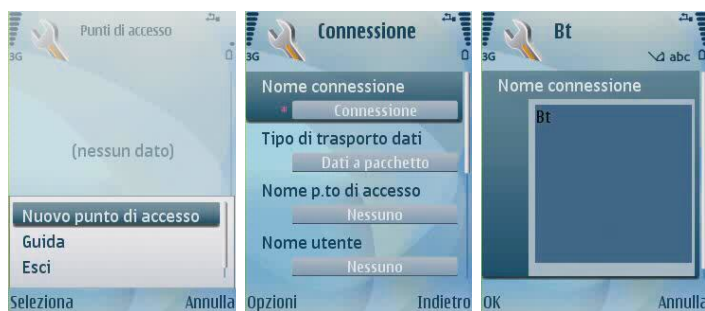 Punti di accesso
3G
(nessun dato)
Nuovo punto di accesso
Guida
Esci
Seleziona Annulla
Connessione
3G
Nome connessione
* Connessione
Tipo di trasporto dati
Dati a pacchetto
Nome p.to di accesso
Nessuno
Nome utente
Nessuno
Opzioni Indietro
Bt
3G
abc
Nome connessione
Bt
OK Annulla